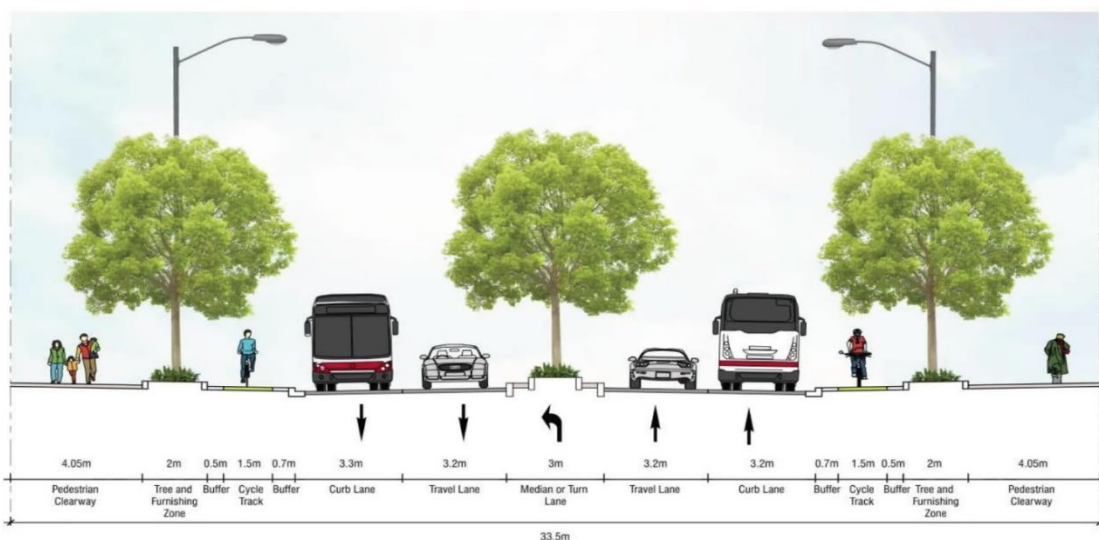 4.05m 2m 0.5m 1.5m 0.7m 3.3m 3.2m 3m 3.2m 3.2m 0.7m 1.5m 0.5m 2m 4.05m
Pedestrian Tree and Buffer Cycle Buffer Curb Lane Travel Lane Median or Turn Travel Lane Curb Lane Buffer Cycle Buffer Tree and Pedestrian
Clearway Furnishing Track Lane Track Furnishing Clearway
Zone Zone
33.5m